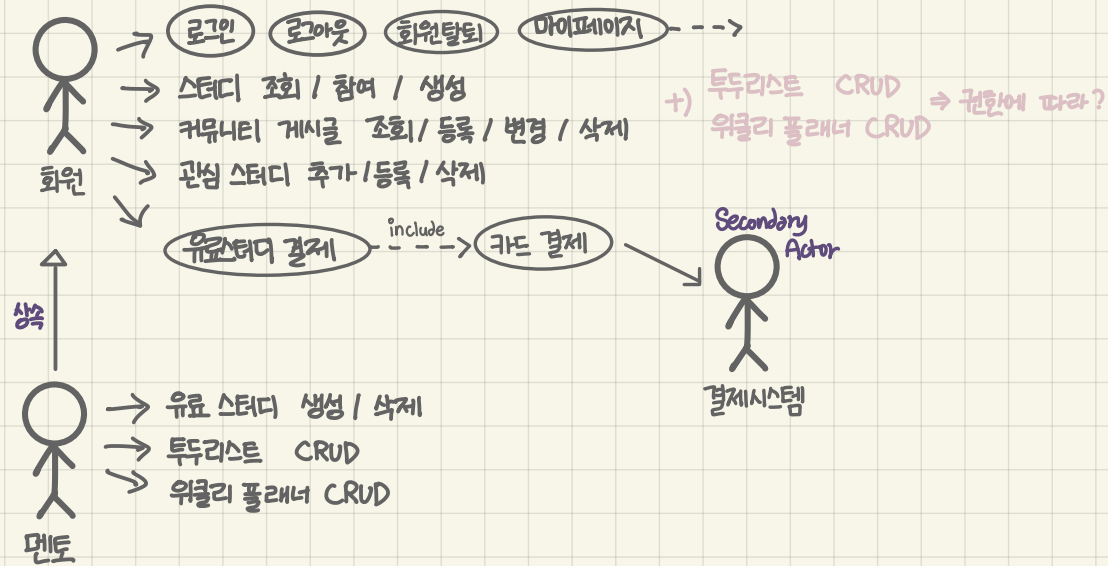 로그인 로그아웃 회원탈퇴 마이페이지
스터디 조회 / 참여 / 생성
커뮤니티 게시글 조회 / 등록 / 변경 / 삭제
관심 스터디 추가 / 등록 / 삭제
회원
+) 투두리스트 CRUD
위클리 플래너 CRUD
⇒ 권한에 따라?
유료스터디 결제
include
카드 결제
Secondary
Actor
결제시스템
상속
유료 스터디 생성 / 삭제
투두리스트 CRUD
위클리 플래너 CRUD
멘토